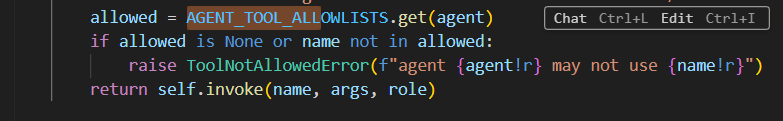 allowed = AGENT_TOOL_ALLOWLISTS.get(agent)
Chat Ctrl+L Edit Ctrl+I
if allowed is None or name not in allowed:
raise ToolNotAllowedError(f"agent {agent!r} may not use {name!r}")
return self.invoke(name, args, role)